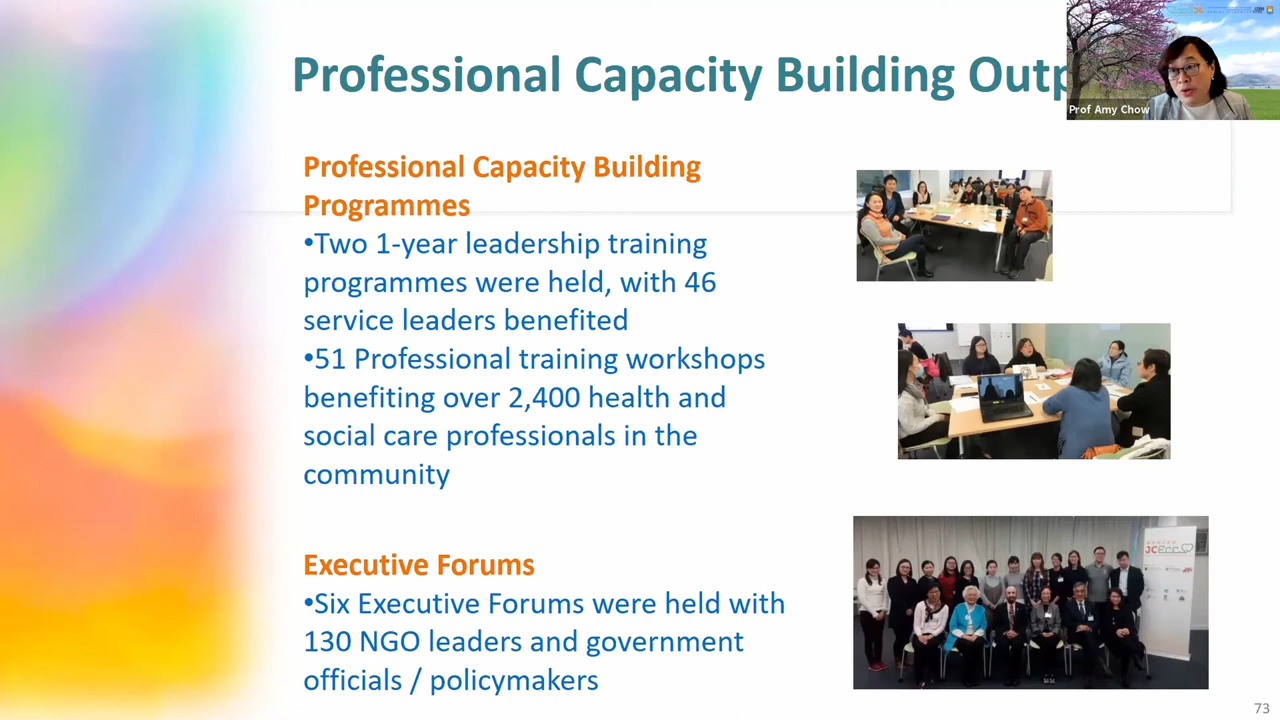 Professional Capacity Building Outp
Prof Amy Chow
Professional Capacity Building
Programmes
•Two 1-year leadership training
programmes were held, with 46
service leaders benefited
•51 Professional training workshops
benefiting over 2,400 health and
social care professionals in the
community
Executive Forums
•Six Executive Forums were held with
130 NGO leaders and government
officials / policymakers
JCECC
73